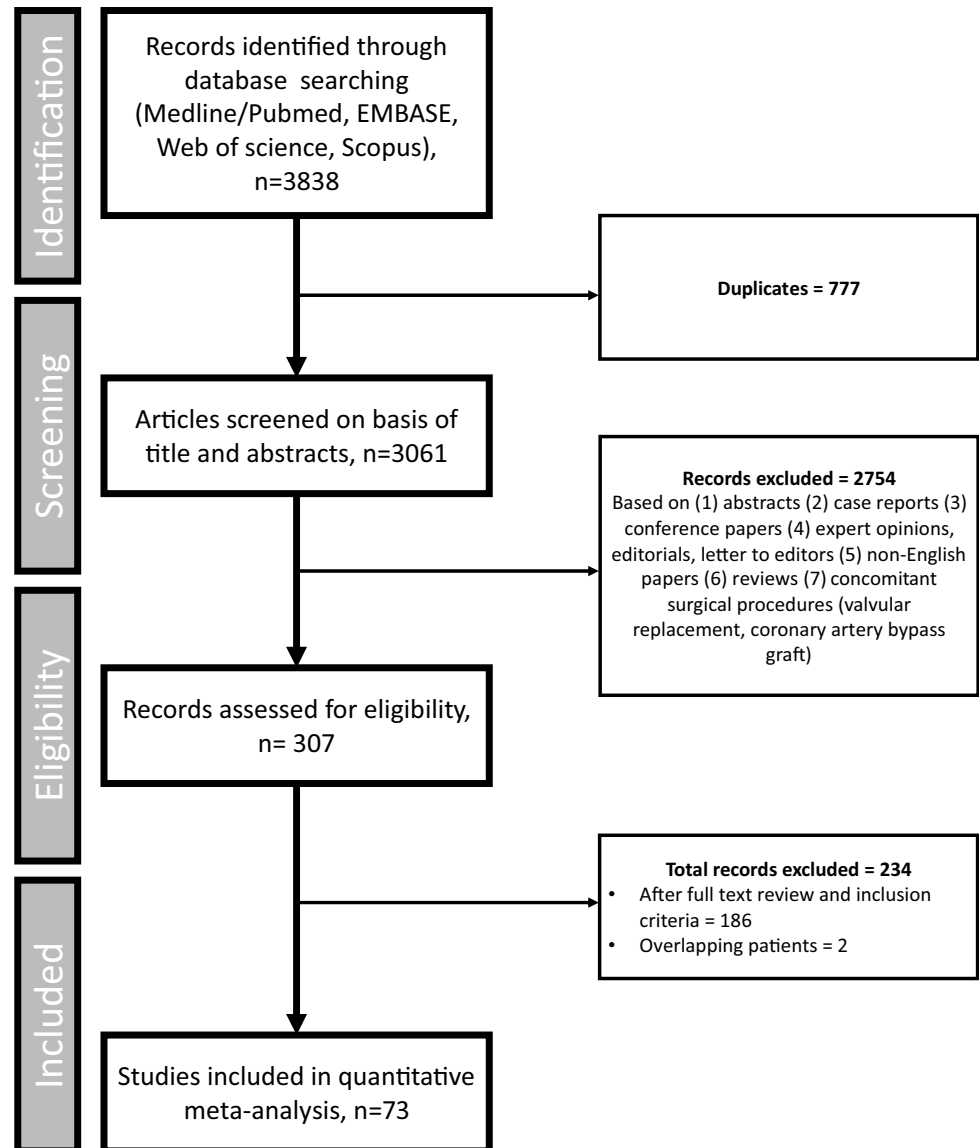 Identification
Records identified through
database searching
(Medline/Pubmed, EMBASE,
Web of science, Scopus),
n=3838
Duplicates = 777
Screening
Articles screened on basis of
title and abstracts, n=3061
Records excluded = 2754
Based on (1) abstracts (2) case reports (3)
conference papers (4) expert opinions,
editorials, letter to editors (5) non-English
papers (6) reviews (7) concomitant
surgical procedures (valvular
replacement, coronary artery bypass
graft)
Eligibility
Records assessed for eligibility,
n= 307
Total records excluded = 234
• After full text review and inclusion
criteria = 186
• Overlapping patients = 2
Included
Studies included in quantitative
meta-analysis, n=73